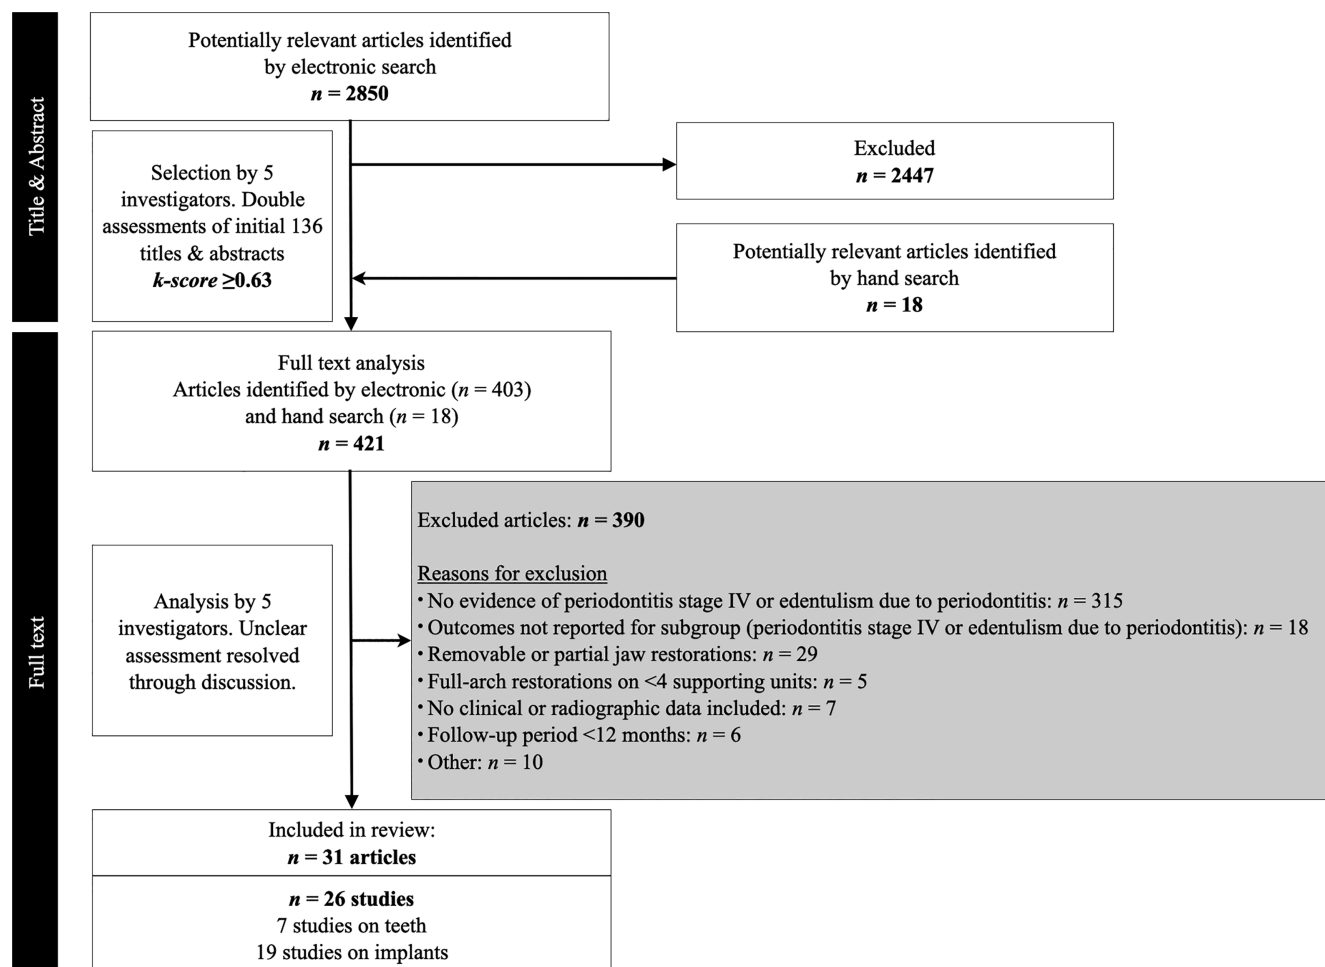 Title & Abstract
Potentially relevant articles identified
by electronic search
n = 2850
Selection by 5
investigators. Double
assessments of initial 136
titles & abstracts
k-score ≥0.63
Excluded
n = 2447
Potentially relevant articles identified
by hand search
n = 18
Full text
Full text analysis
Articles identified by electronic (n = 403)
and hand search (n = 18)
n = 421
Analysis by 5
investigators. Unclear
assessment resolved
through discussion.
Excluded articles: n = 390
Reasons for exclusion
• No evidence of periodontitis stage IV or edentulism due to periodontitis: n = 315
• Outcomes not reported for subgroup (periodontitis stage IV or edentulism due to periodontitis): n = 18
• Removable or partial jaw restorations: n = 29
• Full-arch restorations on <4 supporting units: n = 5
• No clinical or radiographic data included: n = 7
• Follow-up period <12 months: n = 6
• Other: n = 10
Included in review:
n = 31 articles
n = 26 studies
7 studies on teeth
19 studies on implants